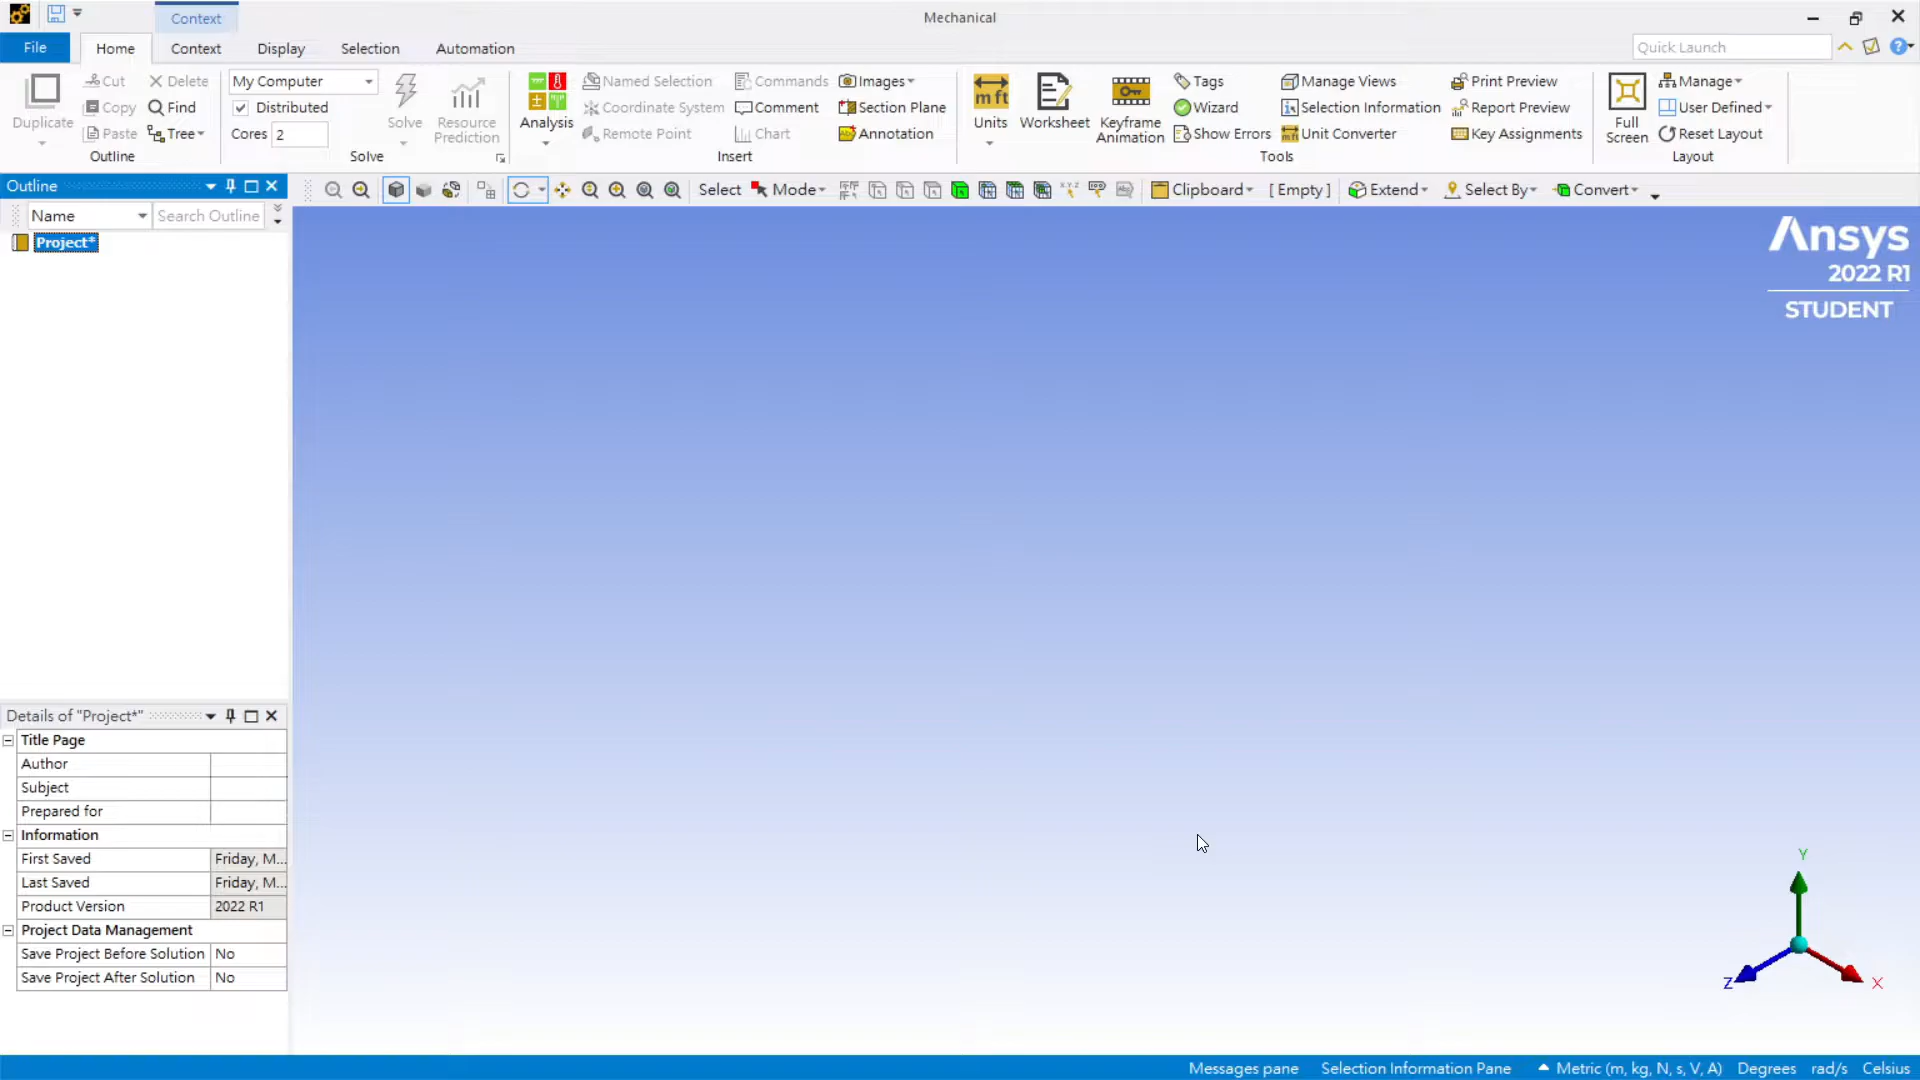 Context
Mechanical
File
Home
Context
Display
Selection
Automation
Quick Launch
Duplicate
Cut
Copy
Paste
Delete
Find
Tree
Outline
My Computer
Distributed
Cores 2
Solve
Resource
Prediction
Solve
Analysis
Named Selection
Coordinate System
Remote Point
Commands
Comment
Chart
Images
Section Plane
Annotation
Insert
Units
Worksheet
Keyframe
Animation
Tags
Wizard
Show Errors
Manage Views
Selection Information
Unit Converter
Print Preview
Report Preview
Key Assignments
Tools
Full
Screen
Manage
User Defined
Reset Layout
Layout
Outline
Name
Search Outline
Project*
Select
Mode
Clipboard
[ Empty ]
Extend
Select By
Convert
Ansys
2022 R1
STUDENT
Details of "Project*"
Title Page
Author
Subject
Prepared for
Information
First Saved Friday, M...
Last Saved Friday, M...
Product Version 2022 R1
Project Data Management
Save Project Before Solution No
Save Project After Solution No
Y
Z
X
Messages pane
Selection Information Pane
Metric (m, kg, N, s, V, A)
Degrees
rad/s
Celsius